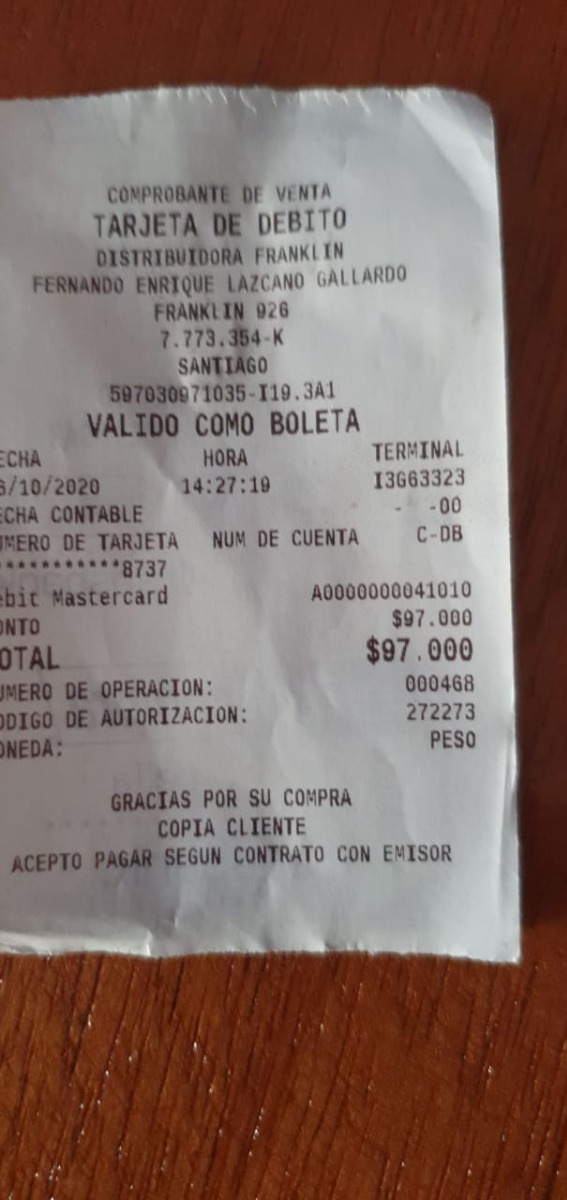 COMPROBANTE DE VENTA
TARJETA DE DEBITO
DISTRIBUIDORA FRANKLIN
FERNANDO ENRIQUE LAZCANO GALLARDO
FRANKLIN 926
7.773.354-K
SANTIAGO
597030971035-I19.3A1
VALIDO COMO BOLETA
ECHA HORA TERMINAL
6/10/2020 14:27:19 I3G63323
ECHA CONTABLE - -00
UMERO DE TARJETA NUM DE CUENTA C-DB
***********8737
ebit Mastercard A0000000041010
ONTO $97.000
OTAL $97.000
UMERO DE OPERACION: 000468
ODIGO DE AUTORIZACION: 272273
ONEDA: PESO
GRACIAS POR SU COMPRA
COPIA CLIENTE
ACEPTO PAGAR SEGUN CONTRATO CON EMISOR